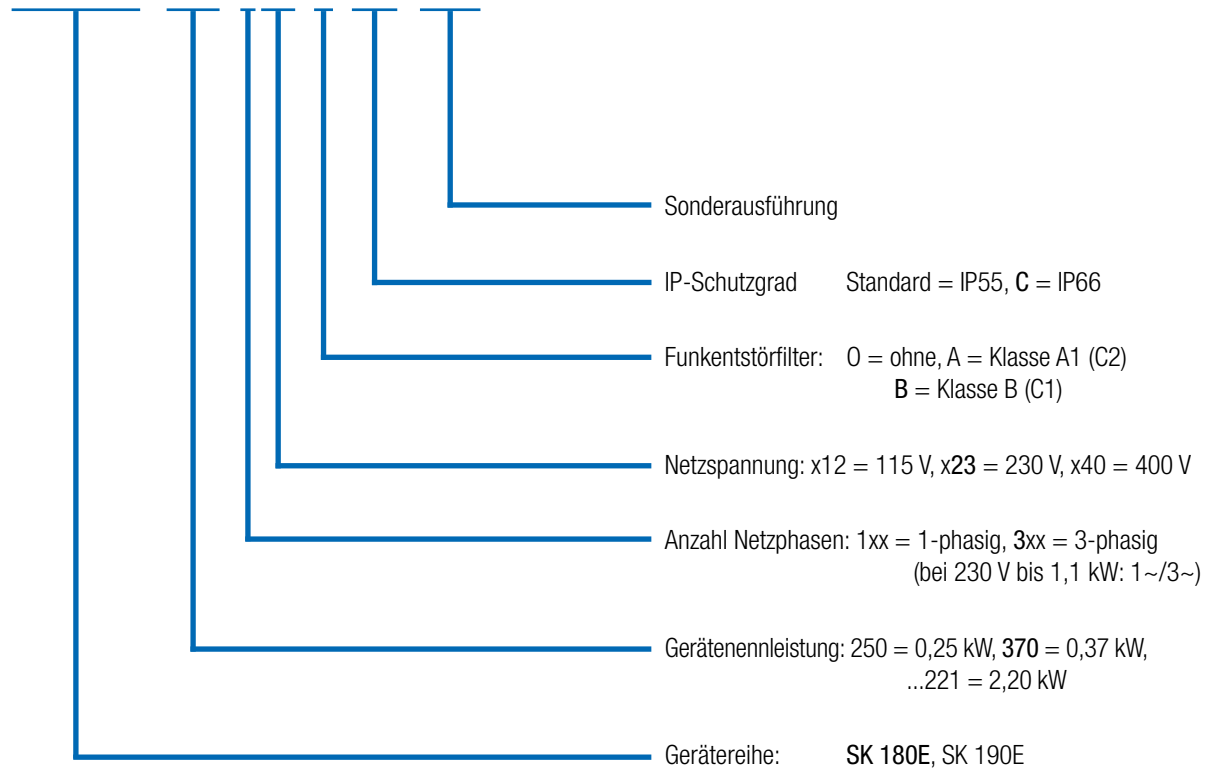 Sonderausführung
IP-Schutzgrad Standard = IP55, C = IP66
Funkentstörfilter: O = ohne, A = Klasse A1 (C2)
B = Klasse B (C1)
Netzspannung: x12 = 115 V, x23 = 230 V, x40 = 400 V
Anzahl Netzphasen: 1xx = 1-phasig, 3xx = 3-phasig
(bei 230 V bis 1,1 kW: 1~/3~)
Gerätenennleistung: 250 = 0,25 kW, 370 = 0,37 kW,
...221 = 2,20 kW
Gerätereihe: SK 180E, SK 190E